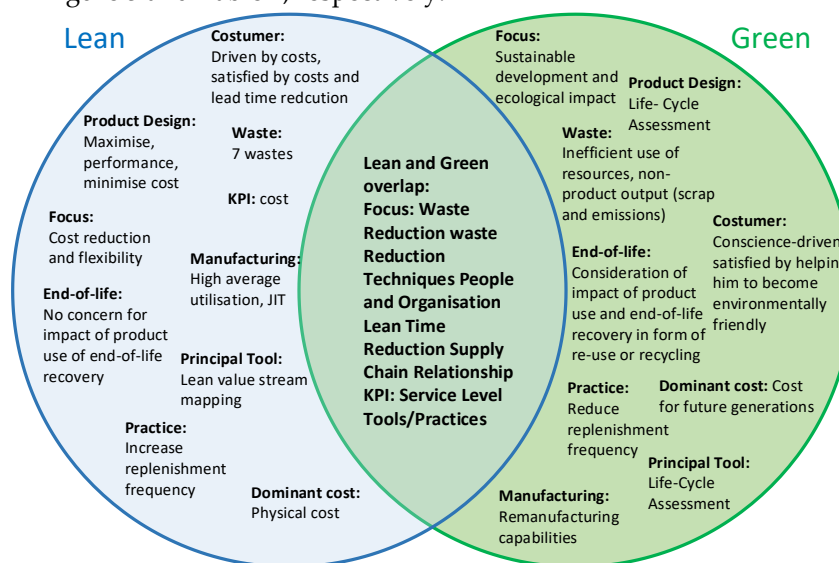 Lean
Costumer:
Driven by costs,
satisfied by costs and
lead time redcution
Product Design:
Maximise,
performance,
minimise cost
Waste:
7 wastes
KPI: cost
Focus:
Cost reduction
and flexibility
Manufacturing:
High average
utilisation, JIT
End-of-life:
No concern for
impact of product
use of end-of-life
recovery
Principal Tool:
Lean value stream
mapping
Practice:
Increase
replenishment
frequency
Dominant cost:
Physical cost
Lean and Green
overlap:
Focus: Waste
Reduction waste
Reduction
Techniques People
and Organisation
Lean Time
Reduction Supply
Chain Relationship
KPI: Service Level
Tools/Practices
Green
Focus:
Sustainable
development and
ecological impact
Product Design:
Life- Cycle
Assessment
Waste:
Inefficient use of
resources, non-
product output (scrap
and emissions)
Costumer:
Conscience-driven
satisfied by helpin
him to become
environmentally
friendly
End-of-life:
Consideration of
impact of product
use and end-of-life
recovery in form of
re-use or recycling
Practice:
Reduce
replenishment
frequency
Dominant cost: Cost
for future generations
Principal Tool:
Life-Cycle
Assessment
Manufacturing:
Remanufacturing
capabilities